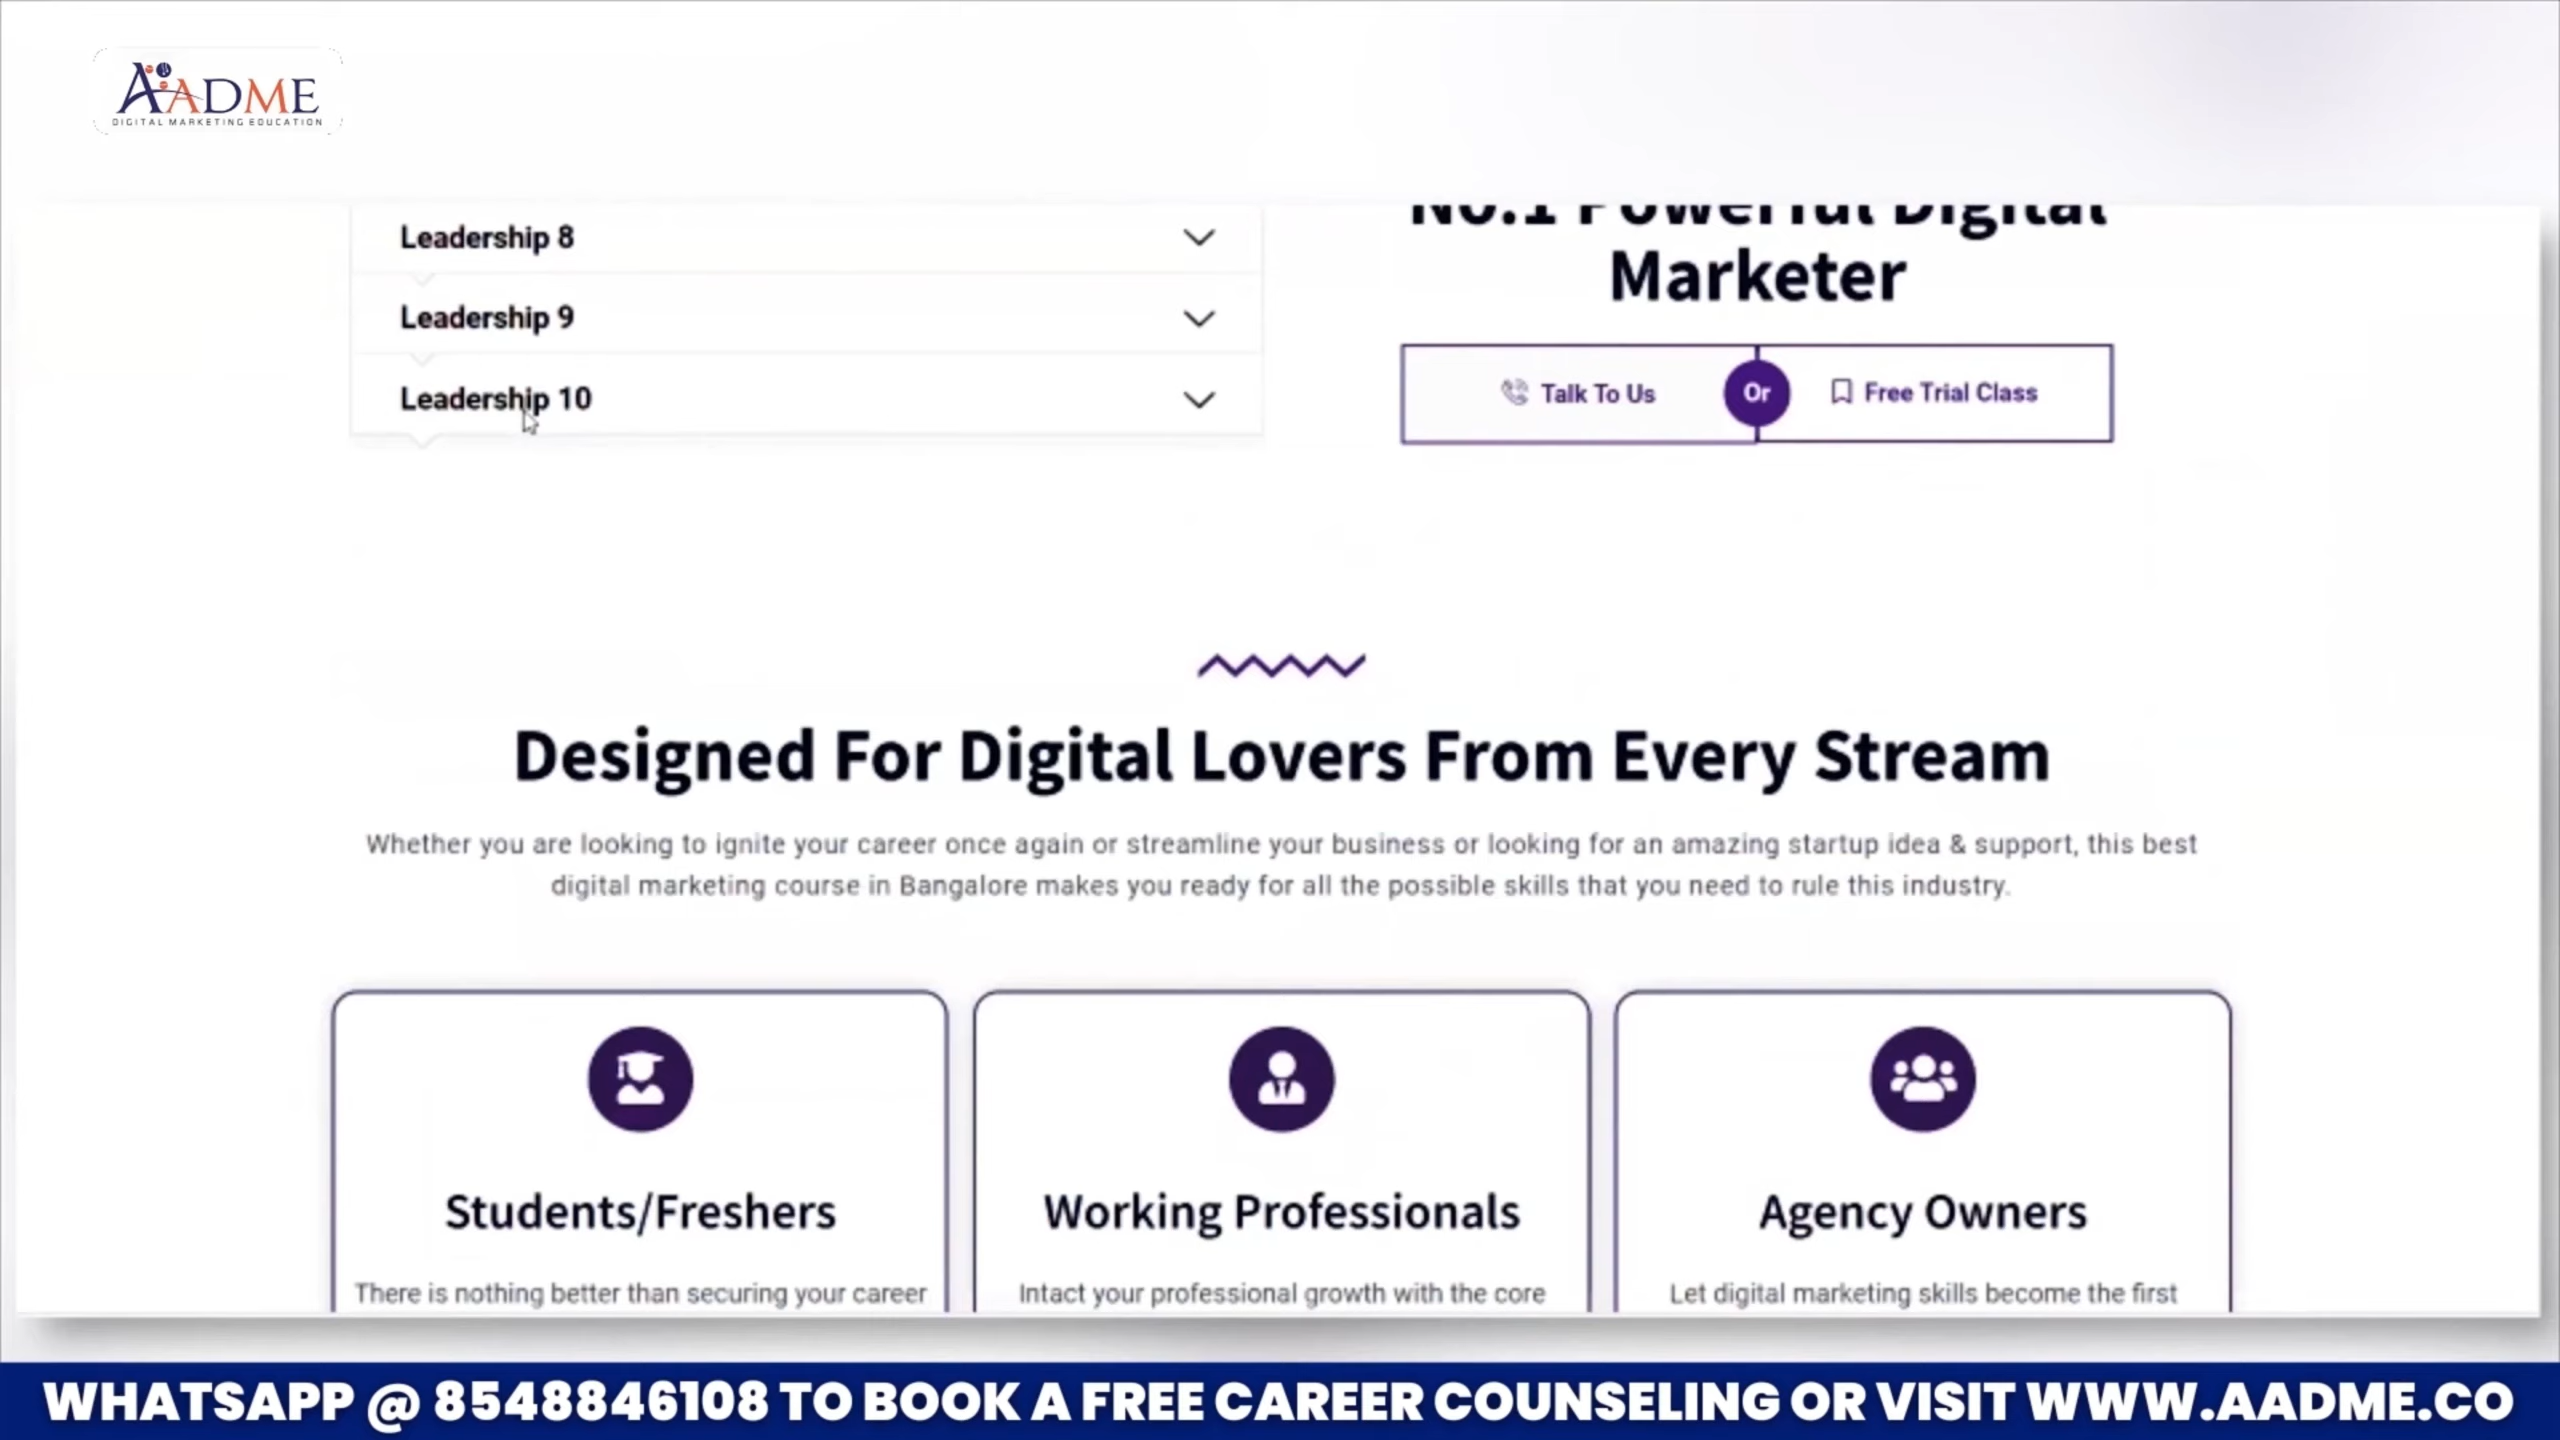 AADME
DIGITAL MARKETING EDUCATION
Leadership 8
Leadership 9
Leadership 10
No.1 Powerful Digital
Marketer
Talk To Us
Or
Free Trial Class
Designed For Digital Lovers From Every Stream
Whether you are looking to ignite your career once again or streamline your business or looking for an amazing startup idea & support, this best
digital marketing course in Bangalore makes you ready for all the possible skills that you need to rule this industry.
Students/Freshers
There is nothing better than securing your career
Working Professionals
Intact your professional growth with the core
Agency Owners
Let digital marketing skills become the first
WHATSAPP @ 8548846108 TO BOOK A FREE CAREER COUNSELING OR VISIT WWW.AADME.CO